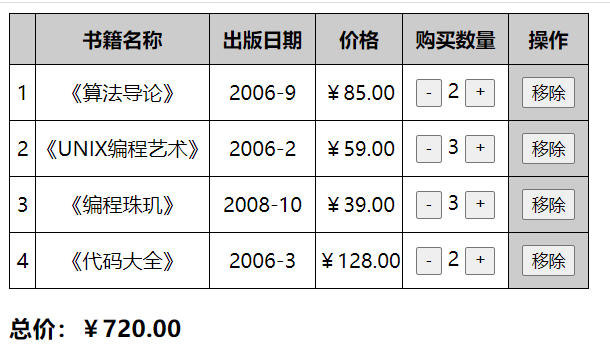 书籍名称 出版日期 价格 购买数量 操作
1 《算法导论》 2006-9 ￥85.00 - 2 + 移除
2 《UNIX编程艺术》 2006-2 ￥59.00 - 3 + 移除
3 《编程珠玑》 2008-10 ￥39.00 - 3 + 移除
4 《代码大全》 2006-3 ￥128.00 - 2 + 移除
总价：￥720.00